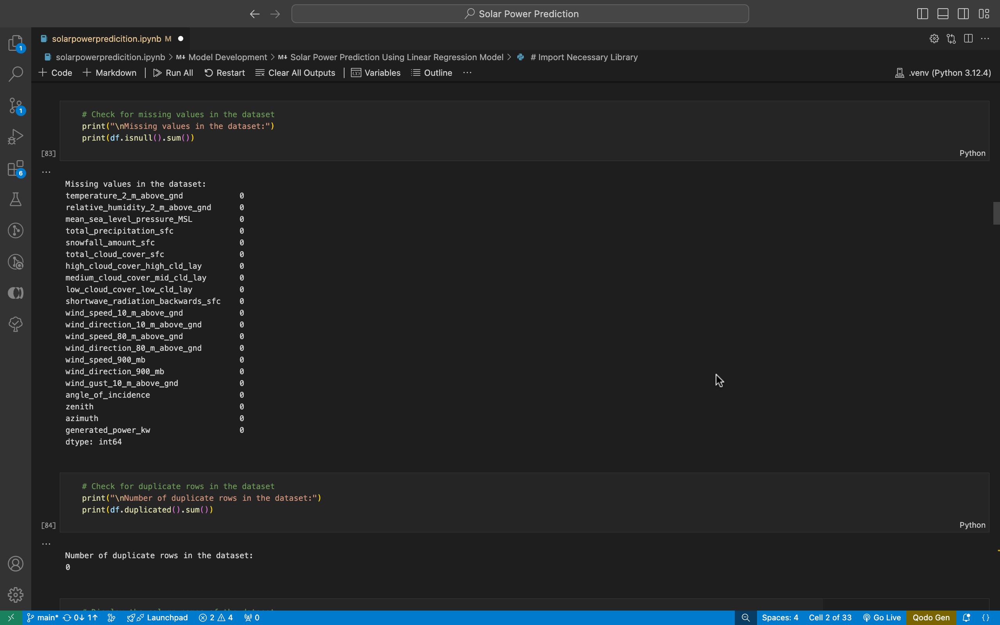 Solar Power Prediction
solarpowerpredicition.ipynb M
solarpowerpredicition.ipynb > M↓ Model Development > M↓ Solar Power Prediction Using Linear Regression Model > # Import Necessary Library
+ Code + Markdown | Run All Restart Clear All Outputs | Variables Outline ...
.venv (Python 3.12.4)
1
1
6
# Check for missing values in the dataset
print("\nMissing values in the dataset:")
print(df.isnull().sum())
[83]
Python
...
Missing values in the dataset:
temperature_2_m_above_gnd 0
relative_humidity_2_m_above_gnd 0
mean_sea_level_pressure_MSL 0
total_precipitation_sfc 0
snowfall_amount_sfc 0
total_cloud_cover_sfc 0
high_cloud_cover_high_cld_lay 0
medium_cloud_cover_mid_cld_lay 0
low_cloud_cover_low_cld_lay 0
shortwave_radiation_backwards_sfc 0
wind_speed_10_m_above_gnd 0
wind_direction_10_m_above_gnd 0
wind_speed_80_m_above_gnd 0
wind_direction_80_m_above_gnd 0
wind_speed_900_mb 0
wind_direction_900_mb 0
wind_gust_10_m_above_gnd 0
angle_of_incidence 0
zenith 0
azimuth 0
generated_power_kw 0
dtype: int64
# Check for duplicate rows in the dataset
print("\nNumber of duplicate rows in the dataset:")
print(df.duplicated().sum())
[84]
Python
...
Number of duplicate rows in the dataset:
0
main* 0↓ 1↑ Launchpad 2 4 0
Spaces: 4 Cell 2 of 33 Go Live Qodo Gen {}